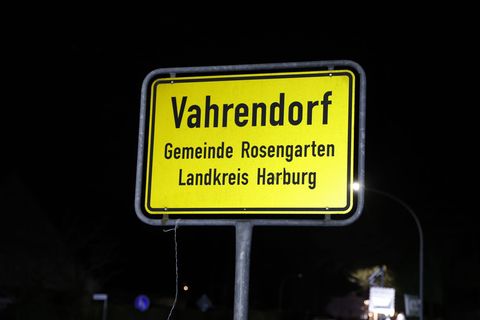 Vahrendorf
Gemeinde Rosengarten
Landkreis Harburg